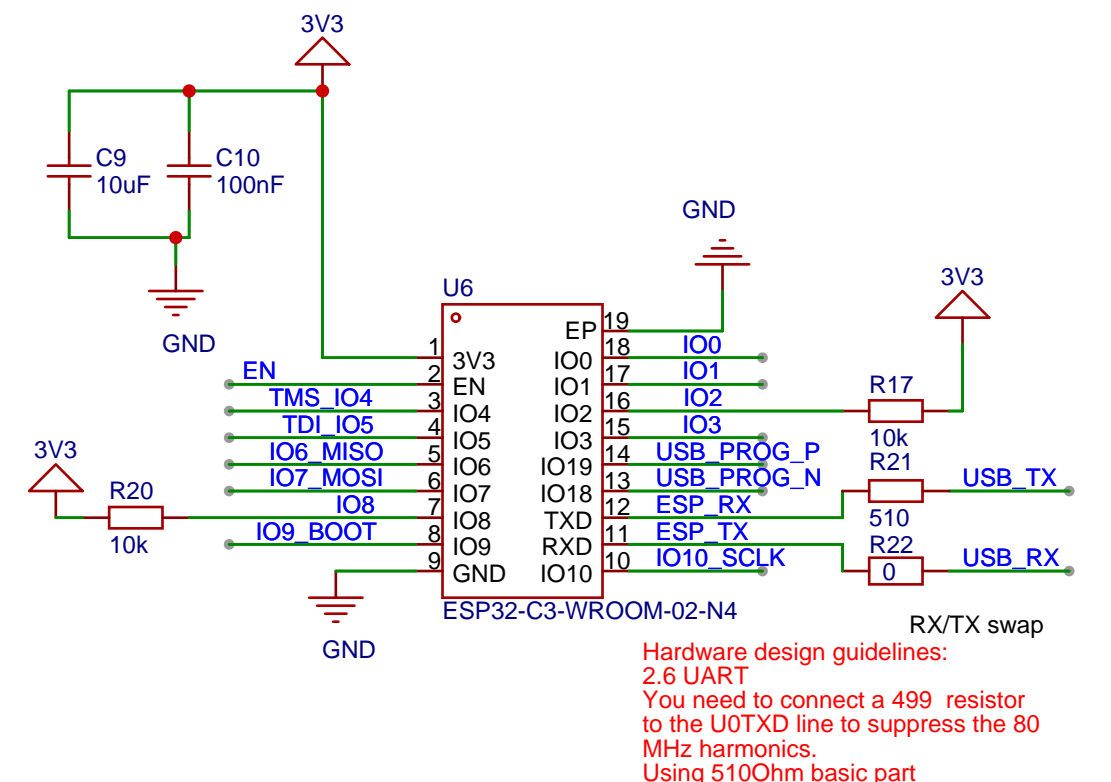 3V3
C9
10uF
C10
100nF
GND
GND
3V3
U6
EP
19
1
3V3
IO0
18
IO0
EN
2
EN
IO1
17
IO1
TMS_IO4
3
IO4
IO2
16
IO2
R17
10k
TDI_IO5
4
IO5
IO3
15
IO3
IO6_MISO
5
IO6
IO19
14
USB_PROG_P
3V3
IO7_MOSI
6
IO7
IO18
13
USB_PROG_N
R21
510
USB_TX
R20
10k
IO8
7
IO8
TXD
12
ESP_RX
IO9_BOOT
8
IO9
RXD
11
ESP_TX
R22
0
USB_RX
9
GND
IO10
10
IO10_SCLK
GND
ESP32-C3-WROOM-02-N4
RX/TX swap
Hardware design guidelines:
2.6 UART
You need to connect a 499 resistor
to the U0TXD line to suppress the 80
MHz harmonics.
Using 510Ohm basic part